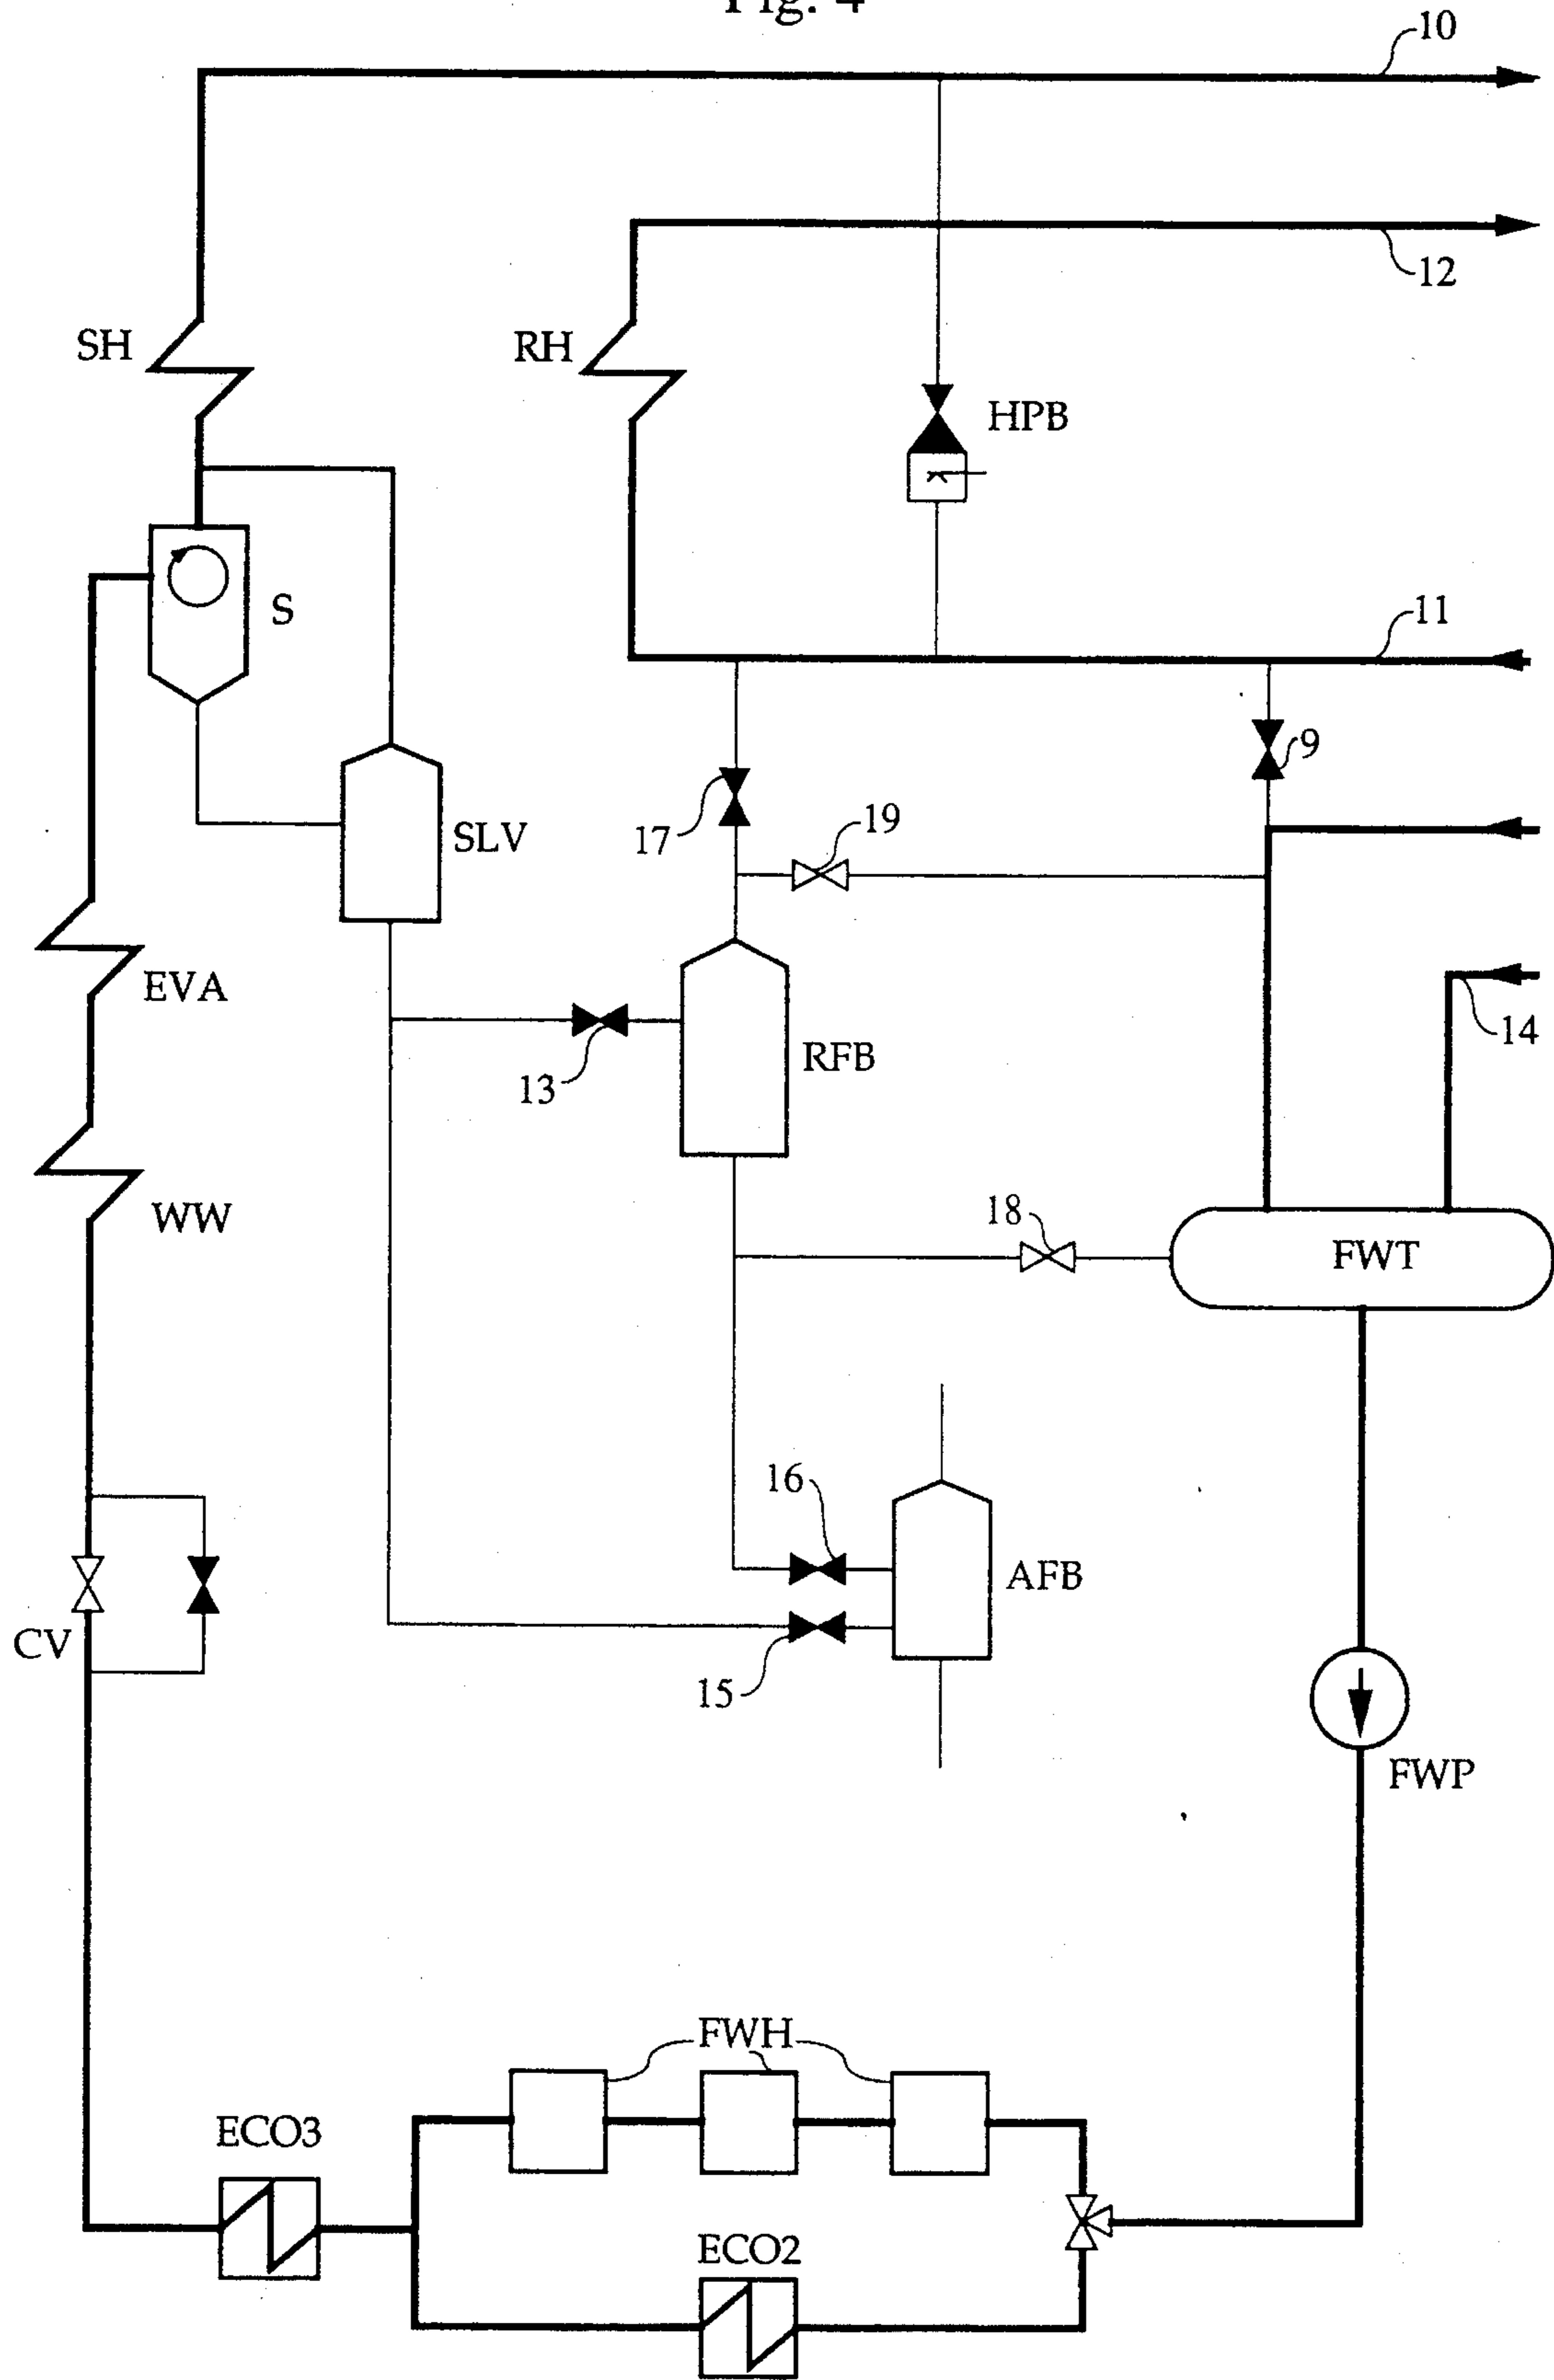 Fig. 4
10
12
SH
RH
HPB
11
S
9
17
19
SLV
EVA
14
13
RFB
WW
18
FWT
16
AFB
CV
15
FWP
FWH
ECO3
ECO2